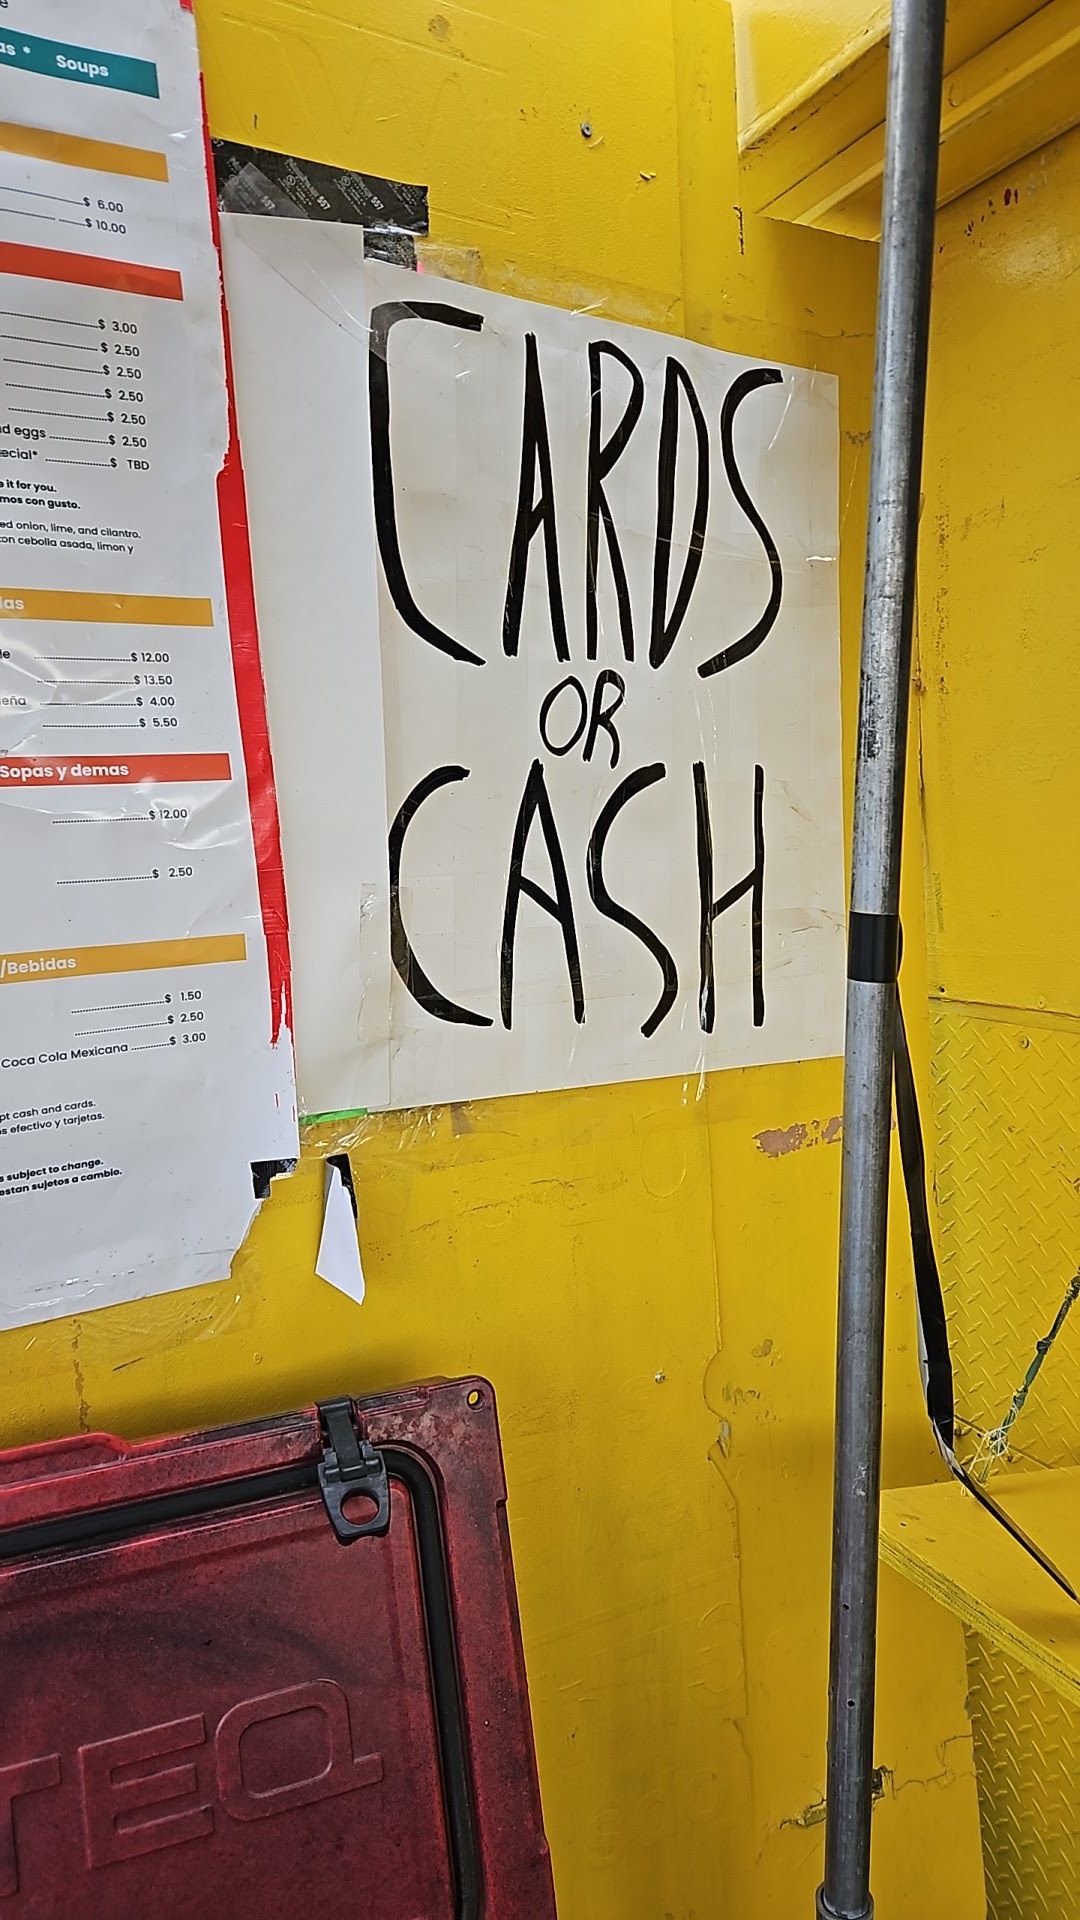 as * Soups
$ 6.00
$ 10.00
$ 3.00
$ 2.50
$ 2.50
$ 2.50
$ 2.50
d eggs $ 2.50
ecial* $ TBD
it for you.
mos con gusto.
ed onion, lime, and cilantro.
on cebolla asada, limon y
das
$ 12.00
$ 13.50
eña $ 4.00
$ 5.50
Sopas y demas
$ 12.00
$ 2.50
/Bebidas
$ 1.50
$ 2.50
Coca Cola Mexicana $ 3.00
pt cash and cards.
s efectivo y tarjetas.
s subject to change.
estan sujetos a cambio.
557
557
CARDS
OR
CASH
TEQ